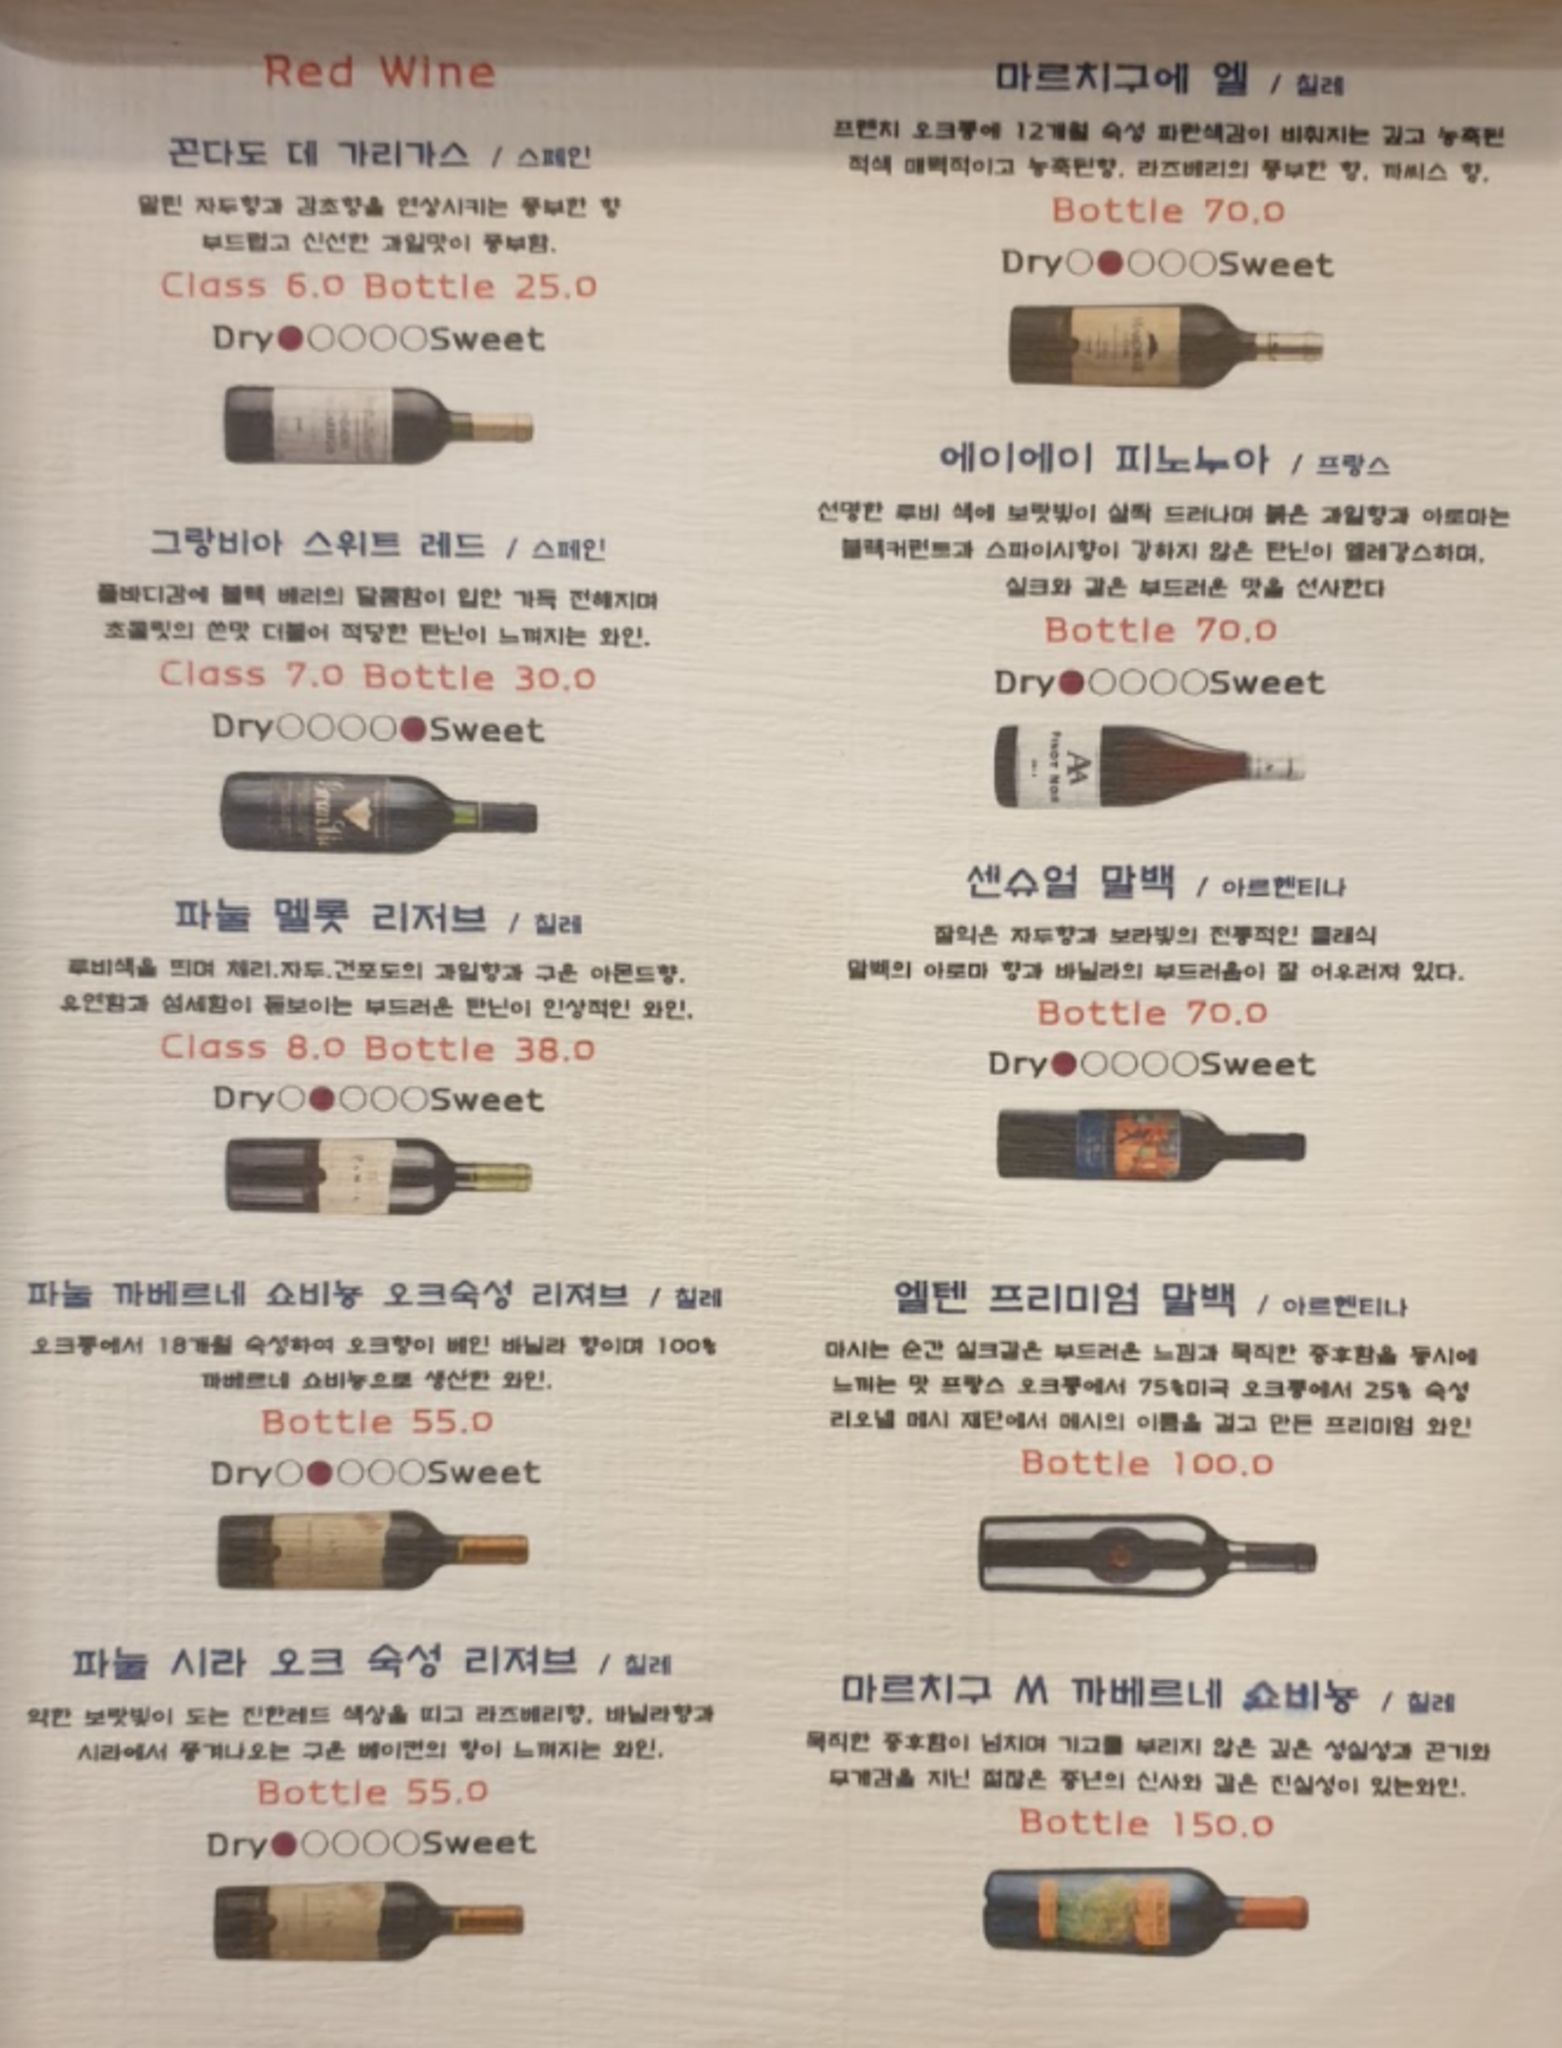 Red Wine
꼰다도 데 가리가스 / 스페인
말린 자두향과 감초향을 연상시키는 풍부한 향
부드럽고 신선한 과일맛이 풍부함.
Class 6.0 Bottle 25.0
Dry●○○○○Sweet
그랑비아 스위트 레드 / 스페인
풀바디감에 블랙 베리의 달콤함이 입안 가득 전해지며
초콜릿의 쓴맛 더불어 적당한 탄닌이 느껴지는 와인.
Class 7.0 Bottle 30.0
Dry○○○○●Sweet
파눌 멜롯 리저브 / 칠레
루비색을 띄며 체리.자두.건포도의 과일향과 구운 아몬드향.
유연함과 섬세함이 돋보이는 부드러운 탄닌이 인상적인 와인.
Class 8.0 Bottle 38.0
Dry○●○○○Sweet
파눌 까베르네 쇼비뇽 오크숙성 리져브 / 칠레
오크통에서 18개월 숙성하여 오크향이 베인 바닐라 향이며 100%
까베르네 쇼비뇽으로 생산한 와인.
Bottle 55.0
Dry○●○○○Sweet
파눌 시라 오크 숙성 리져브 / 칠레
약한 보랏빛이 도는 진한레드 색상을 띠고 라즈베리향, 바닐라향과
시라에서 풍겨나오는 구운 베이컨의 향이 느껴지는 와인.
Bottle 55.0
Dry●○○○○Sweet
마르치구에 엘 / 칠레
프렌치 오크통에 12개월 숙성 파란색감이 비춰지는 깊고 농축된
적색 매력적이고 농축된향, 라즈베리의 풍부한 향, 까씨스 향,
Bottle 70.0
Dry○●○○○Sweet
에이에이 피노누아 / 프랑스
선명한 루비 색에 보랏빛이 살짝 드러나며 붉은 과일향과 아로마는
블랙커런트과 스파이시향이 강하지 않은 탄닌이 엘레강스하며,
실크와 같은 부드러운 맛을 선사한다
Bottle 70.0
Dry●○○○○Sweet
AA
PINOT NOIR
센슈얼 말백 / 아르헨티나
잘익은 자두향과 보라빛의 전통적인 클래식
말벡의 아로마 향과 바닐라의 부드러움이 잘 어우러져 있다.
Bottle 70.0
Dry●○○○○Sweet
엘텐 프리미엄 말백 / 아르헨티나
마시는 순간 실크같은 부드러운 느낌과 묵직한 중후함을 동시에
느끼는 맛 프랑스 오크통에서 75%미국 오크통에서 25% 숙성
리오넬 메시 재단에서 메시의 이름을 걸고 만든 프리미엄 와인
Bottle 100.0
마르치구 M 까베르네 쇼비뇽 / 칠레
묵직한 중후함이 넘치며 기교를 부리지 않은 깊은 성실성과 끈기와
무게감을 지닌 점잖은 중년의 신사와 같은 진실성이 있는와인.
Bottle 150.0